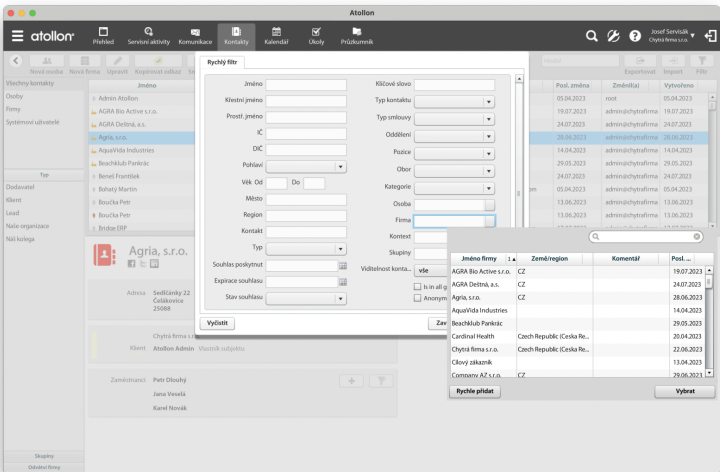 Atollon
atollon
Přehled
Servisní aktivity
Komunikace
Kontakty
Kalendář
Úkoly
Průzkumník
Josef Servisák
Chytrá firma s.r.o.
Nová osoba
Nová firma
Upravit
Kopírovat odkaz
Exportovat
Import
Filtr
Všechny kontakty
Osoby
Firmy
Systémoví uživatelé
Typ
Dodavatel
Klient
Lead
Naše organizace
Náš kolega
Skupiny
Odvětví firmy
Jméno
Admin Atollon
AGRA Bio Active s.r.o.
AGRA Deštná, a.s.
Agria, s.r.o.
AquaVida Industries
Beachklub Pankrác
Beneš František
Bohatý Martin
Boučka Petr
Boučka Petr
Bridge ERP
Posl. změna Změnil(a) Vytvořeno
05.04.2023 root 05.04.2023
19.07.2023 admin@chytrafirma 19.07.2023
24.07.2023 admin@chytrafirma 24.07.2023
28.06.2023 admin@chytrafirma 28.06.2023
14.04.2023 admin@chytrafirma 14.04.2023
29.05.2023 admin@chytrafirma 29.05.2023
24.07.2023 admin@chytrafirma 24.07.2023
05.04.2023 admin@chytrafirma 05.04.2023
13.06.2023 admin@chytrafirma 13.06.2023
13.06.2023 admin@chytrafirma 13.06.2023
Agria, s.r.o.
Adresa Sedlčánky 22
Čelákovice
25088
Chytrá firma s.r.o.
Klient Atollon Admin Vlastník subjektu
Zaměstnanci Petr Dlouhý
Jana Veselá
Karel Novák
Rychlý filtr
Jméno
Křestní jméno
Prostř. jméno
IČ
DIČ
Pohlaví
Věk Od Do
Město
Region
Kontakt
Typ
Souhlas poskytnut
Expirace souhlasu
Stav souhlasu
Klíčové slovo
Typ kontaktu
Typ smlouvy
Oddělení
Pozice
Obor
Kategorie
Osoba
Firma
Kontext
Skupiny
Viditelnost konta... vše
Is in all g
Anonym
Vyčistit
Zav
Jméno firmy 1 Země/region Komentář Posl. ...
AGRA Bio Active s.r.o. CZ 19.07.2023
AGRA Deštná, a.s. CZ 24.07.2023
Agria, s.r.o. CZ 28.06.2023
AquaVida Industries 14.04.2023
Beachklub Pankrác 29.05.2023
Cardinal Health Czech Republic (Ceska Re... 20.04.2023
Chytrá firma s.r.o. Czech Republic (Ceska Re... 22.06.2023
Cílový zákazník 13.04.2023
Company AZ s.r.o. CZ 29.06.2023
Rychle přidat
Vybrat